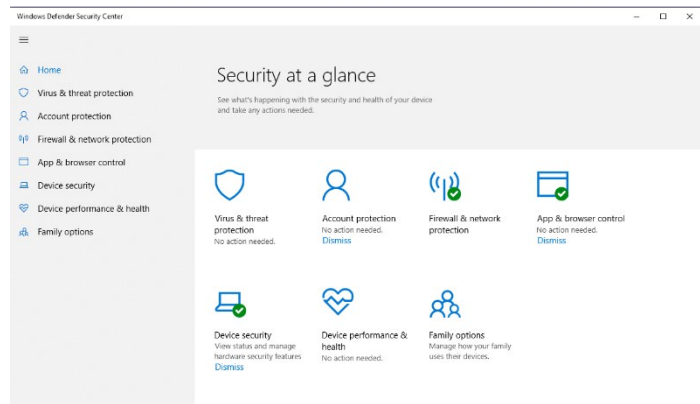 Windows Defender Security Center
Home
Virus & threat protection
Account protection
Firewall & network protection
App & browser control
Device security
Device performance & health
Family options
Security at a glance
See what's happening with the security and health of your device
and take any actions needed.
Virus & threat
protection
No action needed.
Account protection
No action needed.
Dismiss
Firewall & network
protection
App & browser control
No action needed.
Dismiss
Device security
View status and manage
hardware security features
Dismiss
Device performance &
health
No action needed.
Family options
Manage how your family
uses their devices.